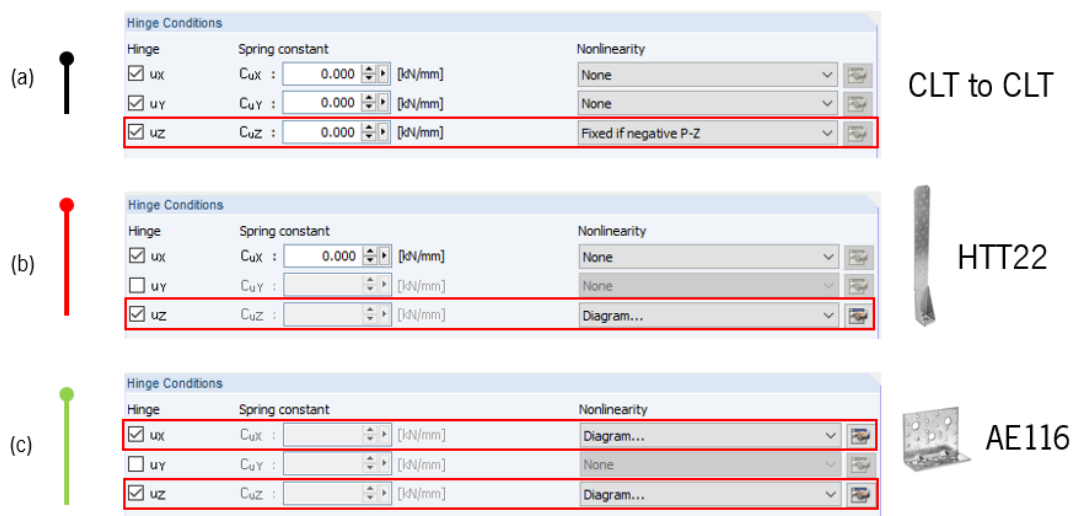 Hinge Conditions
Hinge Spring constant Nonlinearity
ux CuX : 0.000 [kN/mm] None
(a)
CLT to CLT
uY CuY : 0.000 [kN/mm] None
uz CuZ : 0.000 [kN/mm] Fixed if negative P-Z
Hinge Conditions
Hinge Spring constant Nonlinearity
ux CuX : 0.000 [kN/mm] None
(b)
HTT22
uY CuY : [kN/mm] None
uz CuZ : [kN/mm] Diagram...
Hinge Conditions
Hinge Spring constant Nonlinearity
ux CuX : [kN/mm] Diagram...
(c)
AE116
uY CuY : [kN/mm] None
uz CuZ : [kN/mm] Diagram...